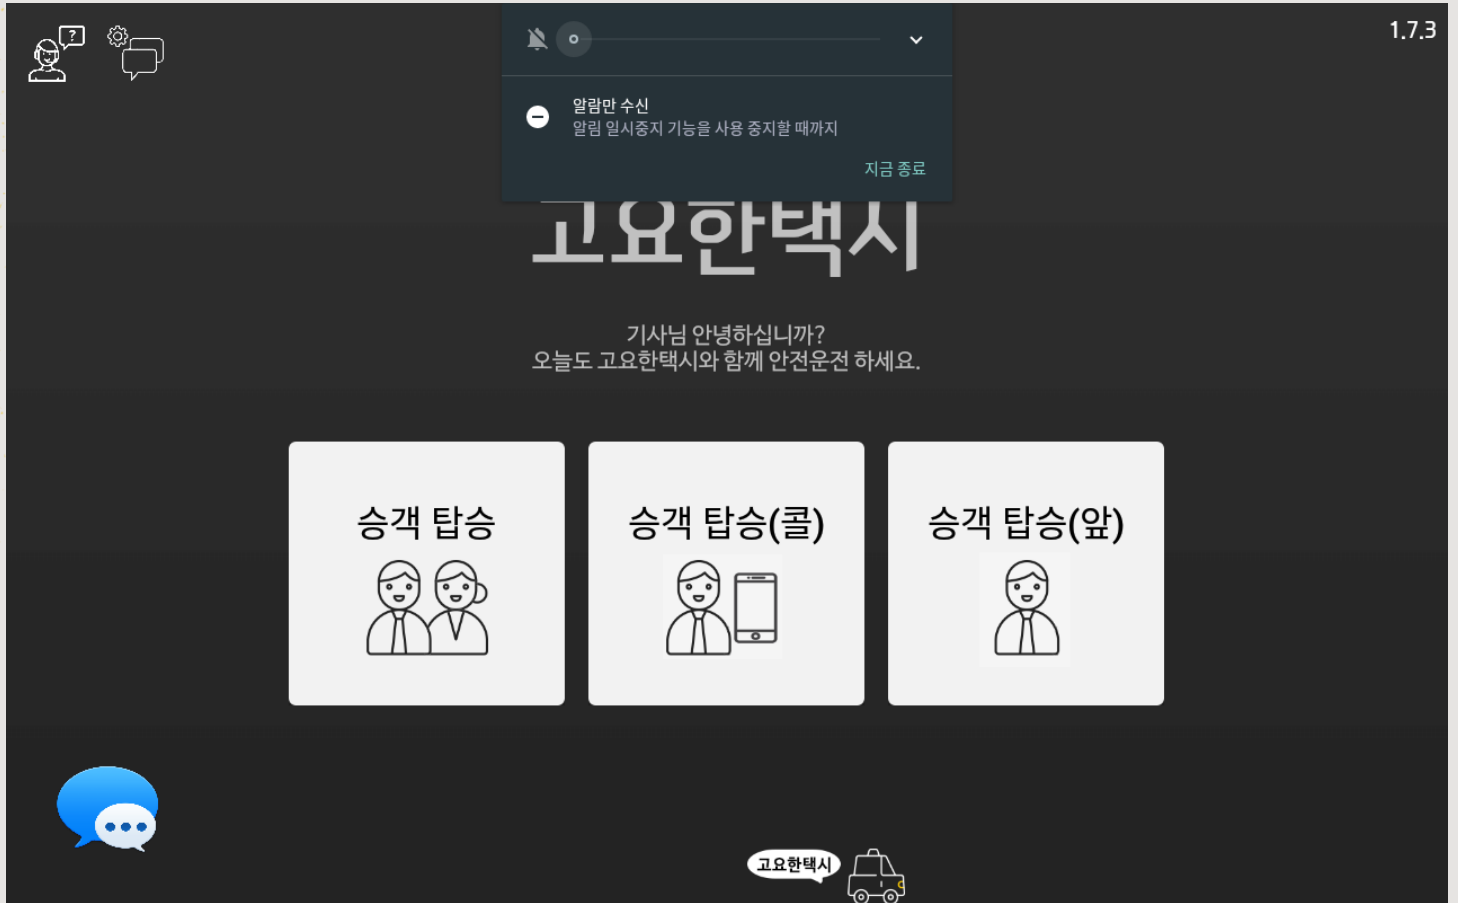 ?
1.7.3
알람만 수신
알림 일시중지 기능을 사용 중지할 때까지
지금 종료
고요한택시
기사님 안녕하십니까?
오늘도 고요한택시와 함께 안전운전 하세요.
승객 탑승
승객 탑승(콜)
승객 탑승(앞)
고요한택시